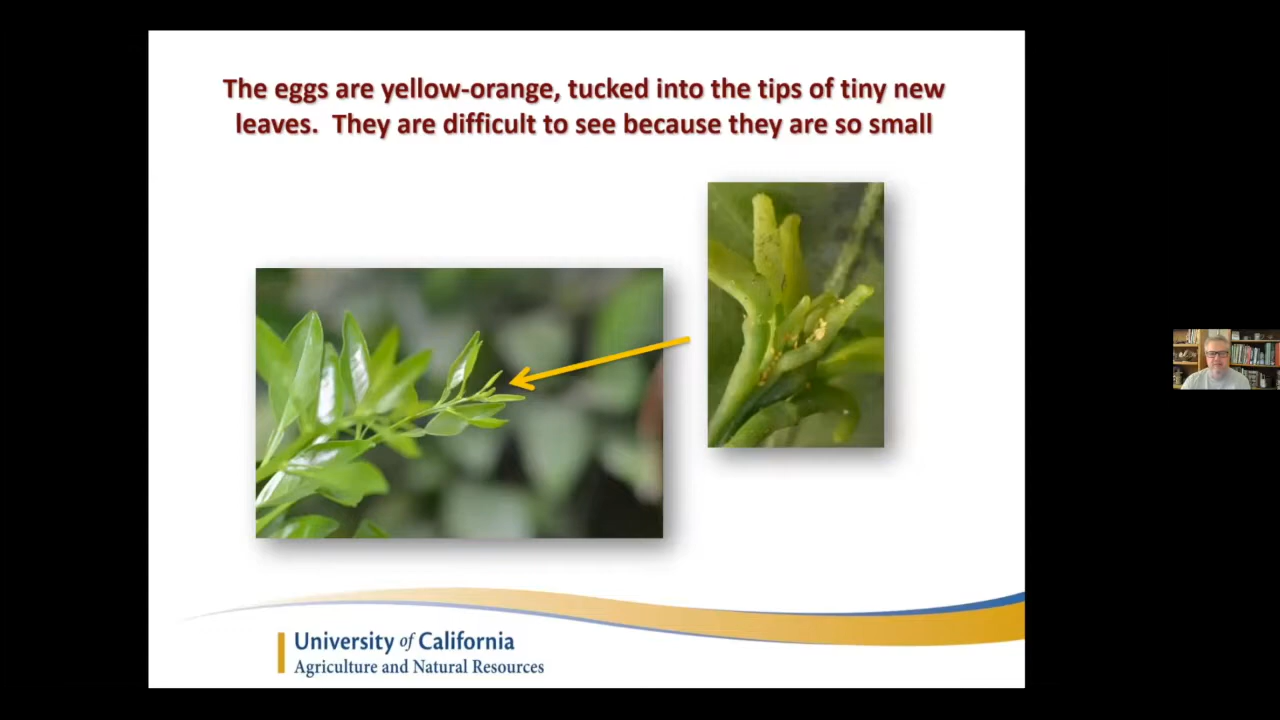 The eggs are yellow-orange, tucked into the tips of tiny new
leaves.  They are difficult to see because they are so small
University of California
Agriculture and Natural Resources